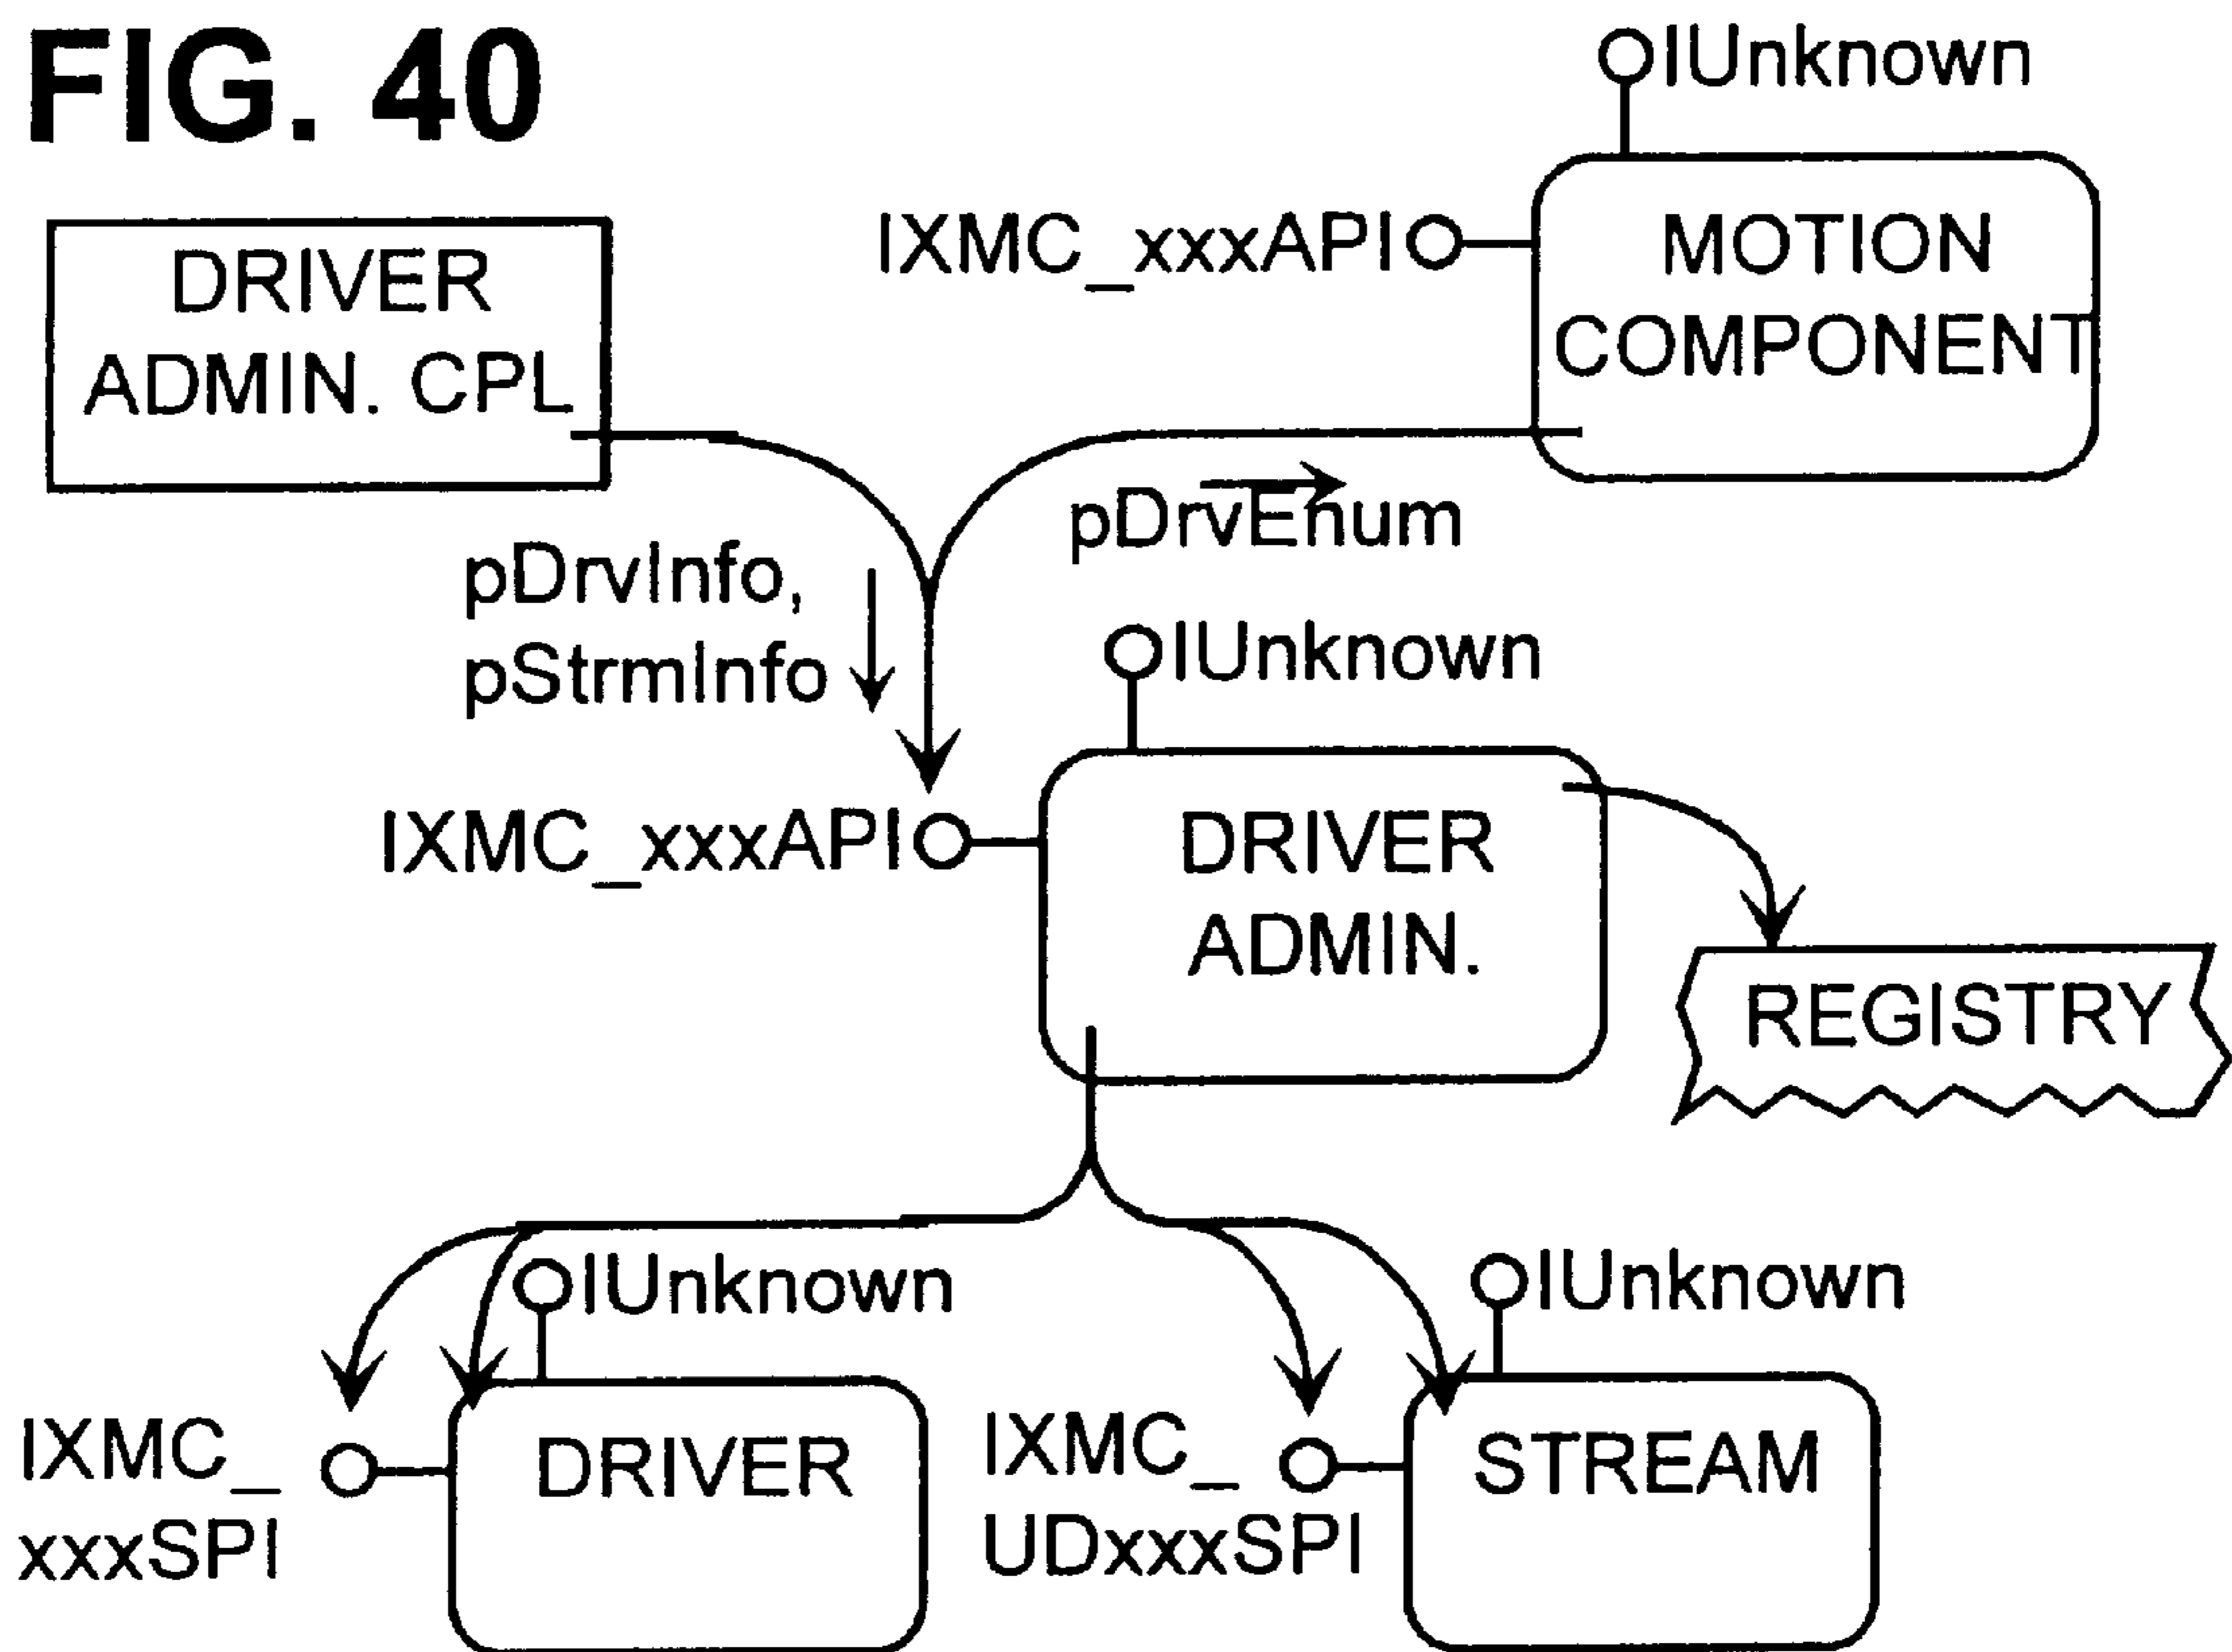 FIG. 40
IUnknown
IXMC_xxxAPI
MOTION
COMPONENT
DRIVER
ADMIN. CPL
pDrvEnum
pDrvInfo,
pStrmInfo
IUnknown
IXMC_xxxAPI
DRIVER
ADMIN.
REGISTRY
IUnknown
IUnknown
IXMC_
xxxSPI
DRIVER
IXMC_
UDxxxSPI
STREAM